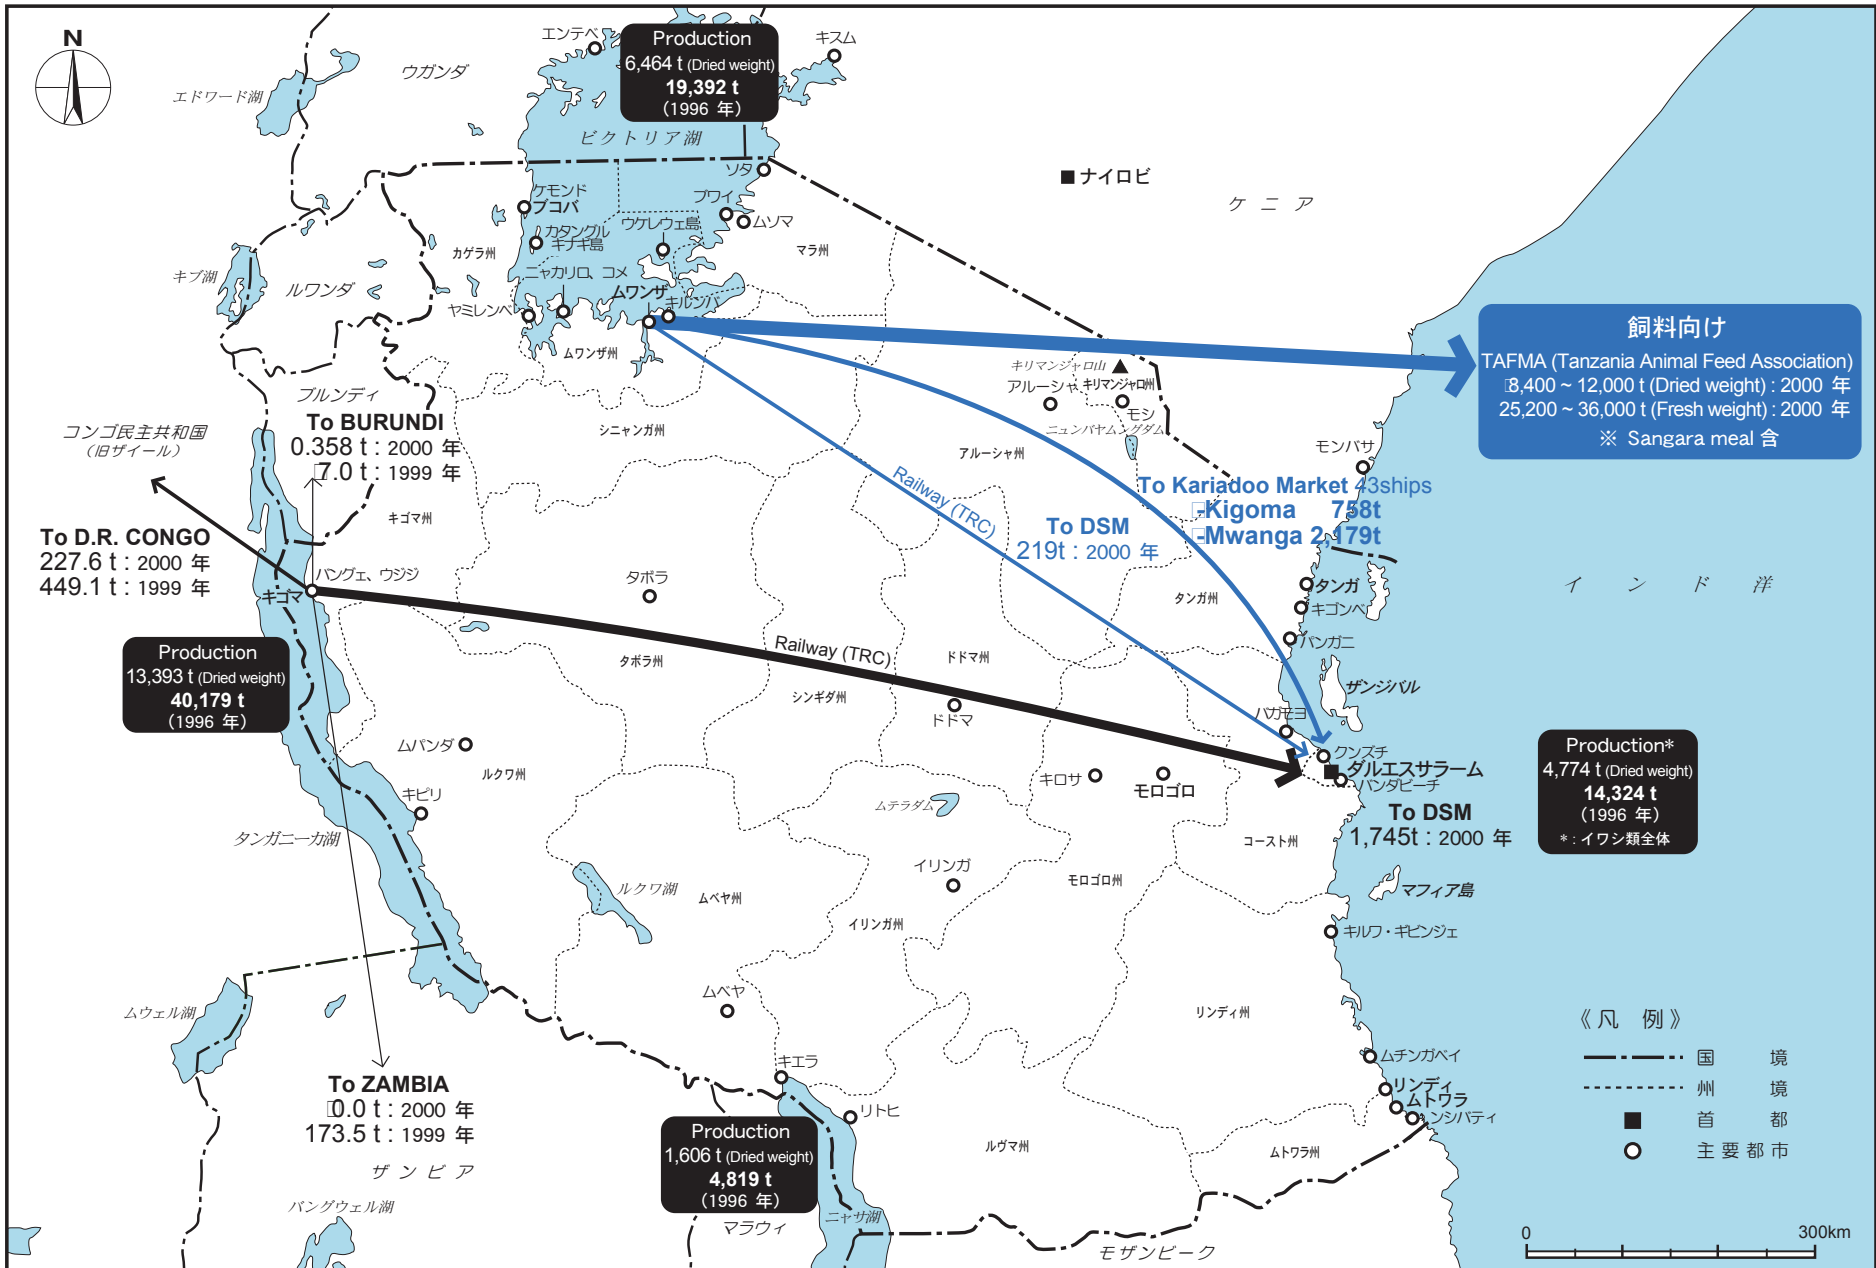 N
エンテベ
Production
6,464 t (Dried weight)
19,392 t
(1996 年)
キスム
ウガンダ
エドワード湖
ビクトリア湖
ソタ
ナイロビ
ケニア
ケモンド
ブコバ
ブワイ
ムソマ
ウケレウェ島
カタングル
キナギ島
カゲラ州
マラ州
キブ湖
ルワンダ
ニャカリロ、コメ
ムワンザ
キルンバ
ヤミレンベ
ムワンザ州
飼料向け
TAFMA (Tanzania Animal Feed Association)
8,400 ~ 12,000 t (Dried weight) : 2000 年
25,200 ~ 36,000 t (Fresh weight) : 2000 年
※ Sangara meal 含
キリマンジャロ山
キリマンジャロ州
アルーシャ
モシ
ニュンバヤムングダム
ブルンディ
To BURUNDI
0.358 t : 2000 年
7.0 t : 1999 年
コンゴ民主共和国
(旧ザイール)
シニャンガ州
アルーシャ州
モンバサ
キゴマ州
Railway (TRC)
To Kariadoo Market 43ships
-Kigoma 758t
-Mwanga 2,179t
To DSM
219t : 2000 年
To D.R. CONGO
227.6 t : 2000 年
449.1 t : 1999 年
バングェ、ウジジ
キゴマ
タボラ
タンガ州
タンガ
キゴンベ
インド洋
パンガニ
Production
13,393 t (Dried weight)
40,179 t
(1996 年)
Railway (TRC)
タボラ州
ドドマ州
シンギダ州
ザンジバル
ドドマ
バガモヨ
ムパンダ
ルクワ州
クンズチ
ダルエスサラーム
バンダビーチ
キロサ
モロゴロ
Production*
4,774 t (Dried weight)
14,324 t
(1996 年)
* : イワシ類全体
キピリ
ムテラダム
To DSM
1,745t : 2000 年
タンガニーカ湖
コースト州
イリンガ
モロゴロ州
マフィア島
ルクワ湖
ムベヤ州
イリンガ州
キルワ・ギビンジェ
ムベヤ
ムウェル湖
リンディ州
《凡 例》
国 境
州 境
首 都
主要都市
ムチンガベイ
リンディ
ムトワラ
ンシパティ
キエラ
リトヒ
To ZAMBIA
0.0 t : 2000 年
173.5 t : 1999 年
ザンビア
Production
1,606 t (Dried weight)
4,819 t
(1996 年)
ルヴマ州
ムトワラ州
バングウェル湖
マラウィ
ニャサ湖
モザンビーク
0 300km